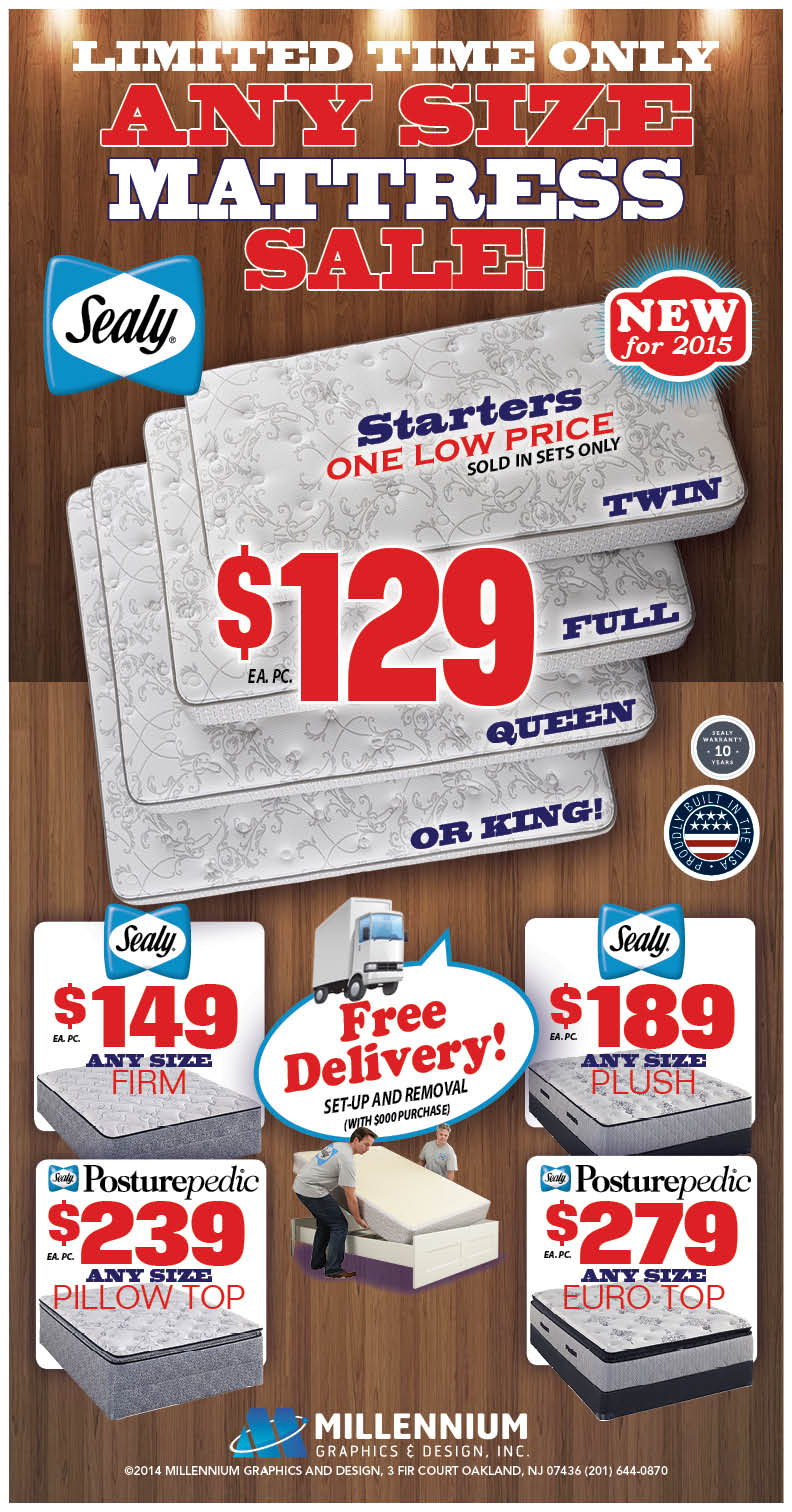 LIMITED TIME ONLY
ANY SIZE
MATTRESS
SALE!
Sealy®
NEW
for 2015
Starters
ONE LOW PRICE
SOLD IN SETS ONLY
TWIN
$129
EA. PC.
FULL
QUEEN
OR KING!
SEALY
WARRANTY
· 10 ·
YEARS
PROUDLY BUILT IN THE USA
Sealy
$149
EA. PC.
ANY SIZE
FIRM
Free
Delivery!
SET-UP AND REMOVAL
(WITH $000 PURCHASE)
Sealy
$189
EA. PC.
ANY SIZE
PLUSH
Sealy Posturepedic
$239
EA. PC.
ANY SIZE
PILLOW TOP
Sealy Posturepedic
$279
EA. PC.
ANY SIZE
EURO TOP
MILLENNIUM
GRAPHICS & DESIGN, INC.
©2014 MILLENNIUM GRAPHICS AND DESIGN, 3 FIR COURT OAKLAND, NJ 07436 (201) 644-0870